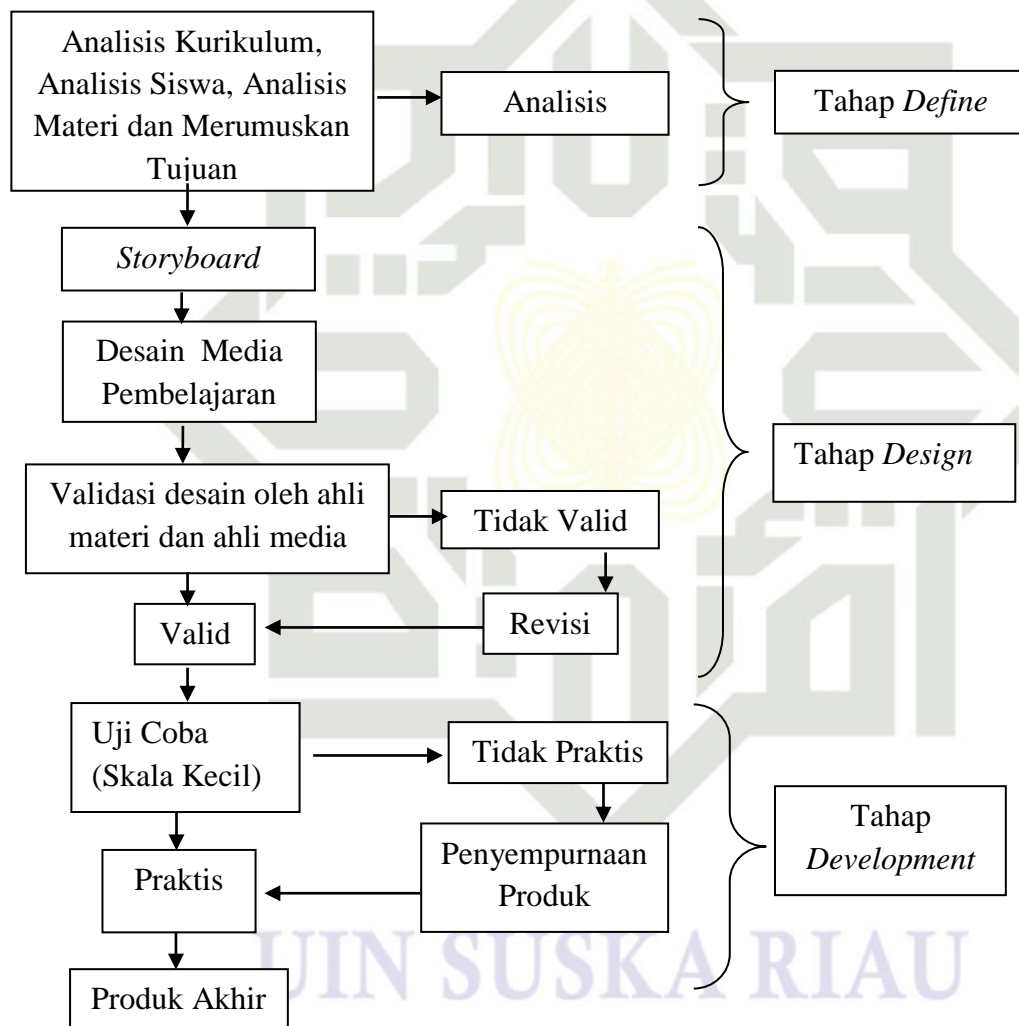 Analisis Kurikulum,
Analisis Siswa, Analisis
Materi dan Merumuskan
Tujuan
Analisis
Tahap Define
Storyboard
Desain Media
Pembelajaran
Tahap Design
Validasi desain oleh ahli
materi dan ahli media
Tidak Valid
Revisi
Valid
Uji Coba
(Skala Kecil)
Tidak Praktis
Tahap
Development
Penyempurnaan
Produk
Praktis
Produk Akhir
UIN SUSKA RIAU